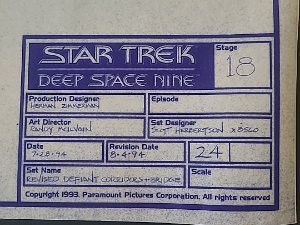 STAR TREK
DEEP SPACE NINE
Stage
18
Production Designer
HERMAN ZIMMERMAN
Episode
Art Director
RANDY McILVAIN
Set Designer
SCOT HERBERTSON X8560
Date
7-28-94
Revision Date
8-4-94
24
Set Name
REVISED DEFIANT CORRIDORS + BRIDGE
Scale
Copyright 1993. Paramount Pictures Corporation. All rights reserved